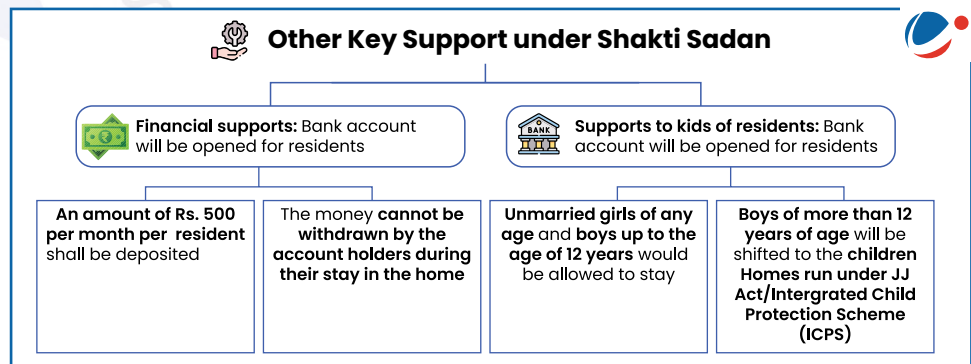 Other Key Support under Shakti Sadan
Financial supports: Bank account
will be opened for residents
BANK
Supports to kids of residents: Bank
account will be opened for residents
An amount of Rs. 500
per month per resident
shall be deposited
The money cannot be
withdrawn by the
account holders during
their stay in the home
Unmarried girls of any
age and boys up to the
age of 12 years would
be allowed to stay
Boys of more than 12
years of age will be
shifted to the children
Homes run under JJ
Act/Intergrated Child
Protection Scheme
(ICPS)